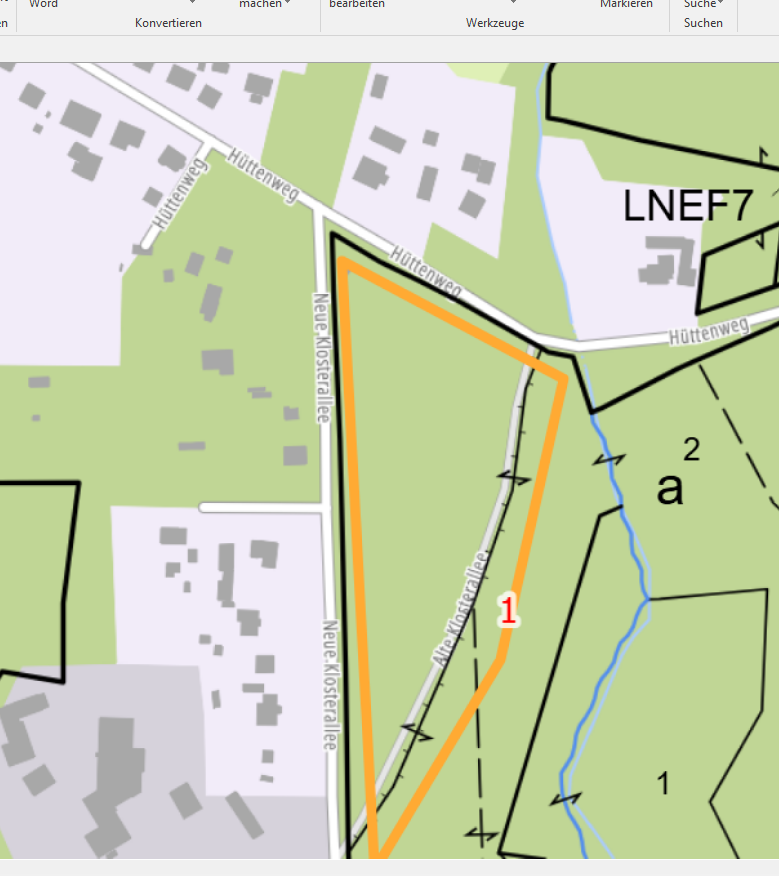 Word
machen
bearbeiten
Markieren
Suche
en
Konvertieren
Werkzeuge
Suchen
Hüttenweg
Hüttenweg
Hüttenweg
Hüttenweg
LNEF7
Neue Klosterallee
2
a
Alte Klosterallee
1
Neue Klosterallee
1